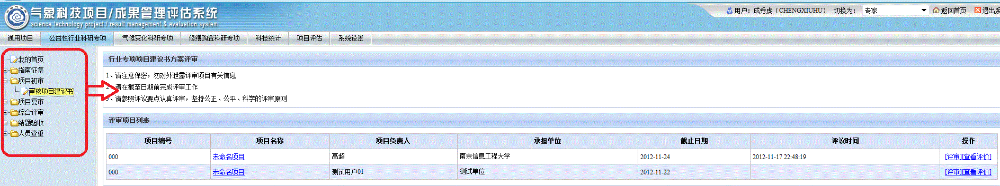 气象科技项目/成果管理评估系统
science technology project / result management & evaluation system
用户：成秀虎（CHENGXIUHU） 切换为： 专家 返回首页 退出系
通用项目 公益性行业科研专项 气候变化科研专项 修缮购置科研专项 科技统计 项目评估 系统设置
我的首页
指南征集
项目初审
审核项目建议书
项目复审
综合评审
结题验收
人员查重
行业专项项目建议书方案评审
1、请注意保密，勿对外泄露评审项目有关信息
2、请在截至日期前完成评审工作
3、请参照评议要点认真评审，坚持公正、公平、科学的评审原则
评审项目列表
项目编号 项目名称 项目负责人 承担单位 截止日期 评议时间 操作
000 未命名项目 高超 南京信息工程大学 2012-11-24 2012-11-17 22:48:19 [评审][查看评价]
000 未命名项目 测试用户01 测试单位 2012-11-22 [评审][查看评价]